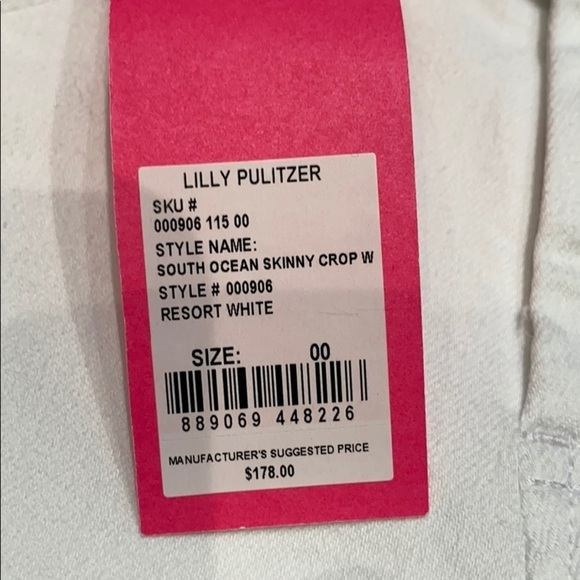 LILLY PULITZER
SKU #
000906 115 00
STYLE NAME:
SOUTH OCEAN SKINNY CROP W
STYLE # 000906
RESORT WHITE
SIZE: 00
889069 448226
MANUFACTURER'S SUGGESTED PRICE
$178.00